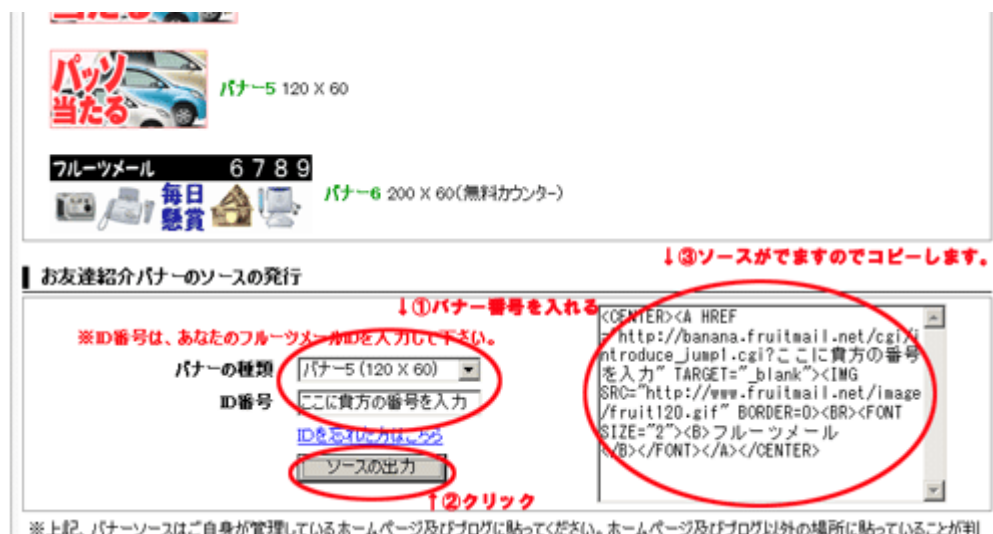 当たる
パッソ
当たる
バナー5 120 X 60
フルーツメール 6789
毎日
懸賞
バナー6 200 X 60(無料カウンター)
↓③ソースがでますのでコピーします。
お友達紹介バナーのソースの発行
↓①バナー番号を入れる
※ID番号は、あなたのフルーツメールIDを入力して下さい。
バナーの種類 バナー5 (120 X 60)
ID番号 ここに貴方の番号を入力
IDを忘れた方はこちら
ソースの出力
↑②クリック
<CENTER><A HREF
="http://banana.fruitmail.net/cgi/i
ntroduce_jump1.cgi?ここに貴方の番号
を入力" TARGET="_blank"><IMG
SRC="http://www.fruitmail.net/image
/fruit120.gif" BORDER=0><BR><FONT
SIZE="2"><B>フルーツメール
</B></FONT></A></CENTER>
※上記、バナーソースはご自身が管理しているホームページ及びブログに貼ってください。ホームページ及びブログ以外の場所に貼っていることが判